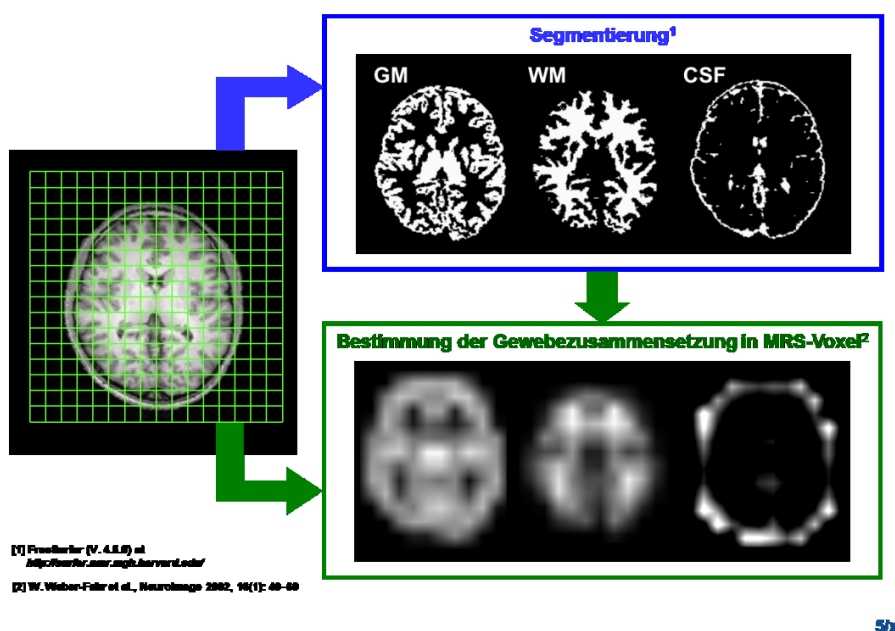 Segmentierung¹
GM WM CSF
Bestimmung der Gewebezusammensetzung in MRS-Voxel²
[1] FreeSurfer (V. 4.5.0) at
http://surfer.nmr.mgh.harvard.edu/
[2] W. Weber-Fahr et al., NeuroImage 2002, 16(1): 49-60